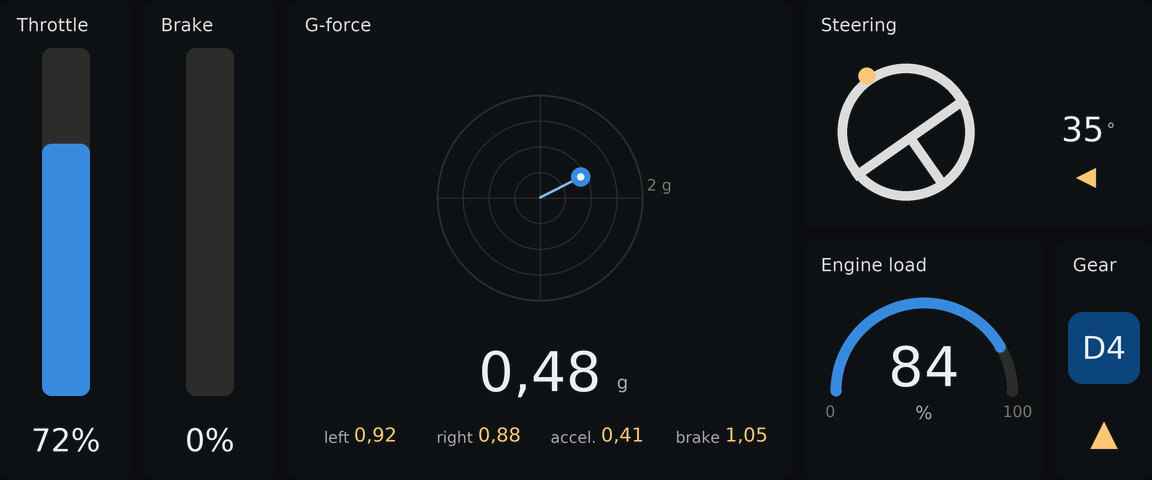 Throttle
72%
Brake
0%
G-force
2 g
0,48 g
left 0,92 right 0,88 accel. 0,41 brake 1,05
Steering
35°
Engine load
84
0 % 100
Gear
D4